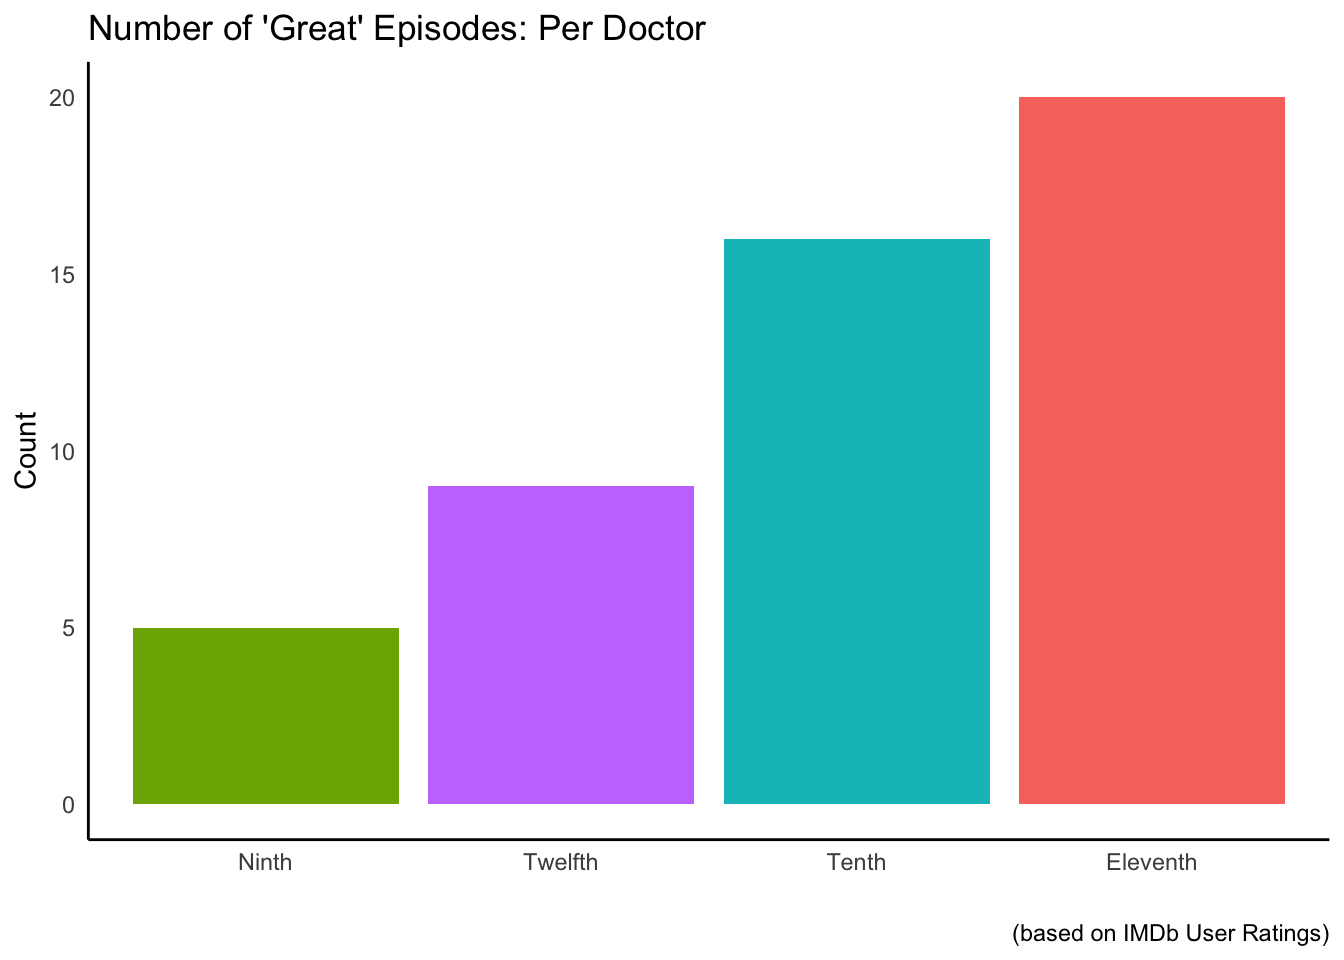 Number of 'Great' Episodes: Per Doctor
20
15
10
5
0
Count
Ninth Twelfth Tenth Eleventh
(based on IMDb User Ratings)